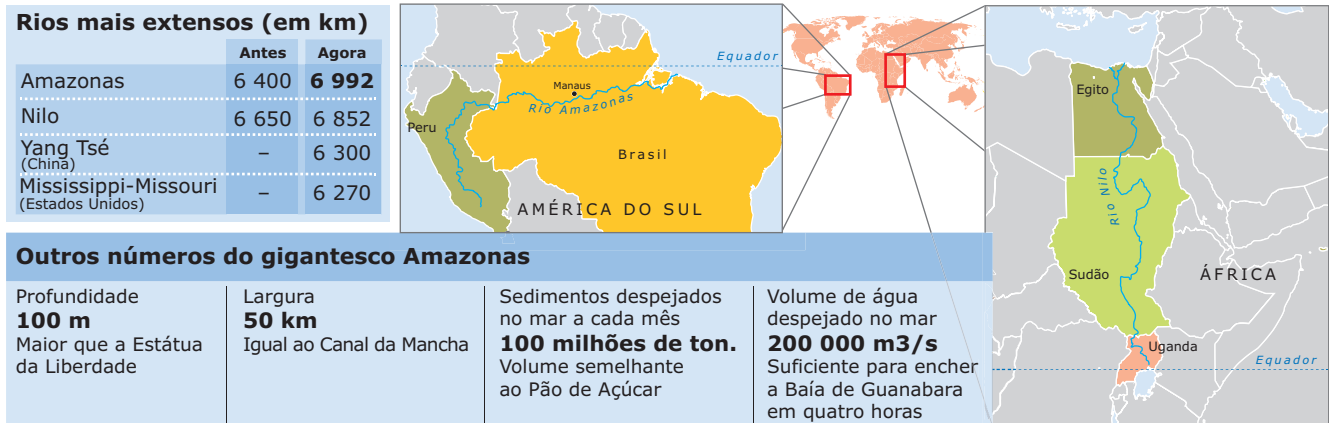 Rios mais extensos (em km)
Antes Agora
Amazonas 6 400 6 992
Nilo 6 650 6 852
Yang Tsé – 6 300
(China)
Mississippi-Missouri – 6 270
(Estados Unidos)
Equador
Manaus
Rio Amazonas
Peru
Brasil
AMÉRICA DO SUL
Egito
Rio Nilo
Sudão
ÁFRICA
Uganda
Equador
Outros números do gigantesco Amazonas
Profundidade
100 m
Maior que a Estátua
da Liberdade
Largura
50 km
Igual ao Canal da Mancha
Sedimentos despejados
no mar a cada mês
100 milhões de ton.
Volume semelhante
ao Pão de Açúcar
Volume de água
despejado no mar
200 000 m3/s
Suficiente para encher
a Baía de Guanabara
em quatro horas